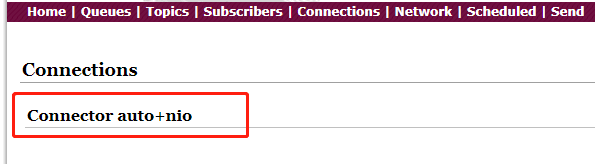 Home | Queues | Topics | Subscribers | Connections | Network | Scheduled | Send
Connections
Connector auto+nio